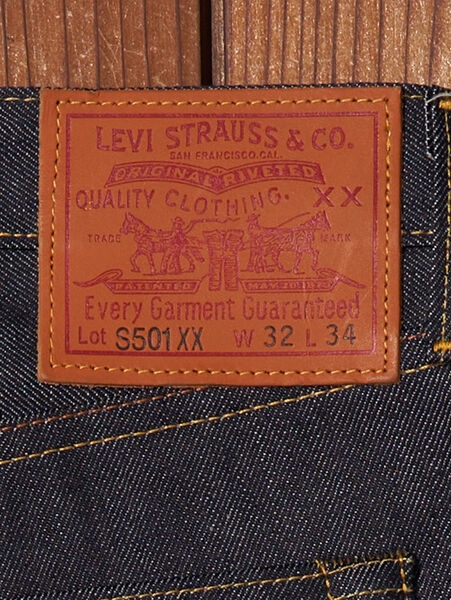 LEVI STRAUSS & CO.
SAN FRANCISCO, CAL.
ORIGINAL RIVETED
QUALITY CLOTHING. XX
TRADE MARK
PATENTED MAY 20 1873
Every Garment Guaranteed
Lot S501XX W 32 L 34